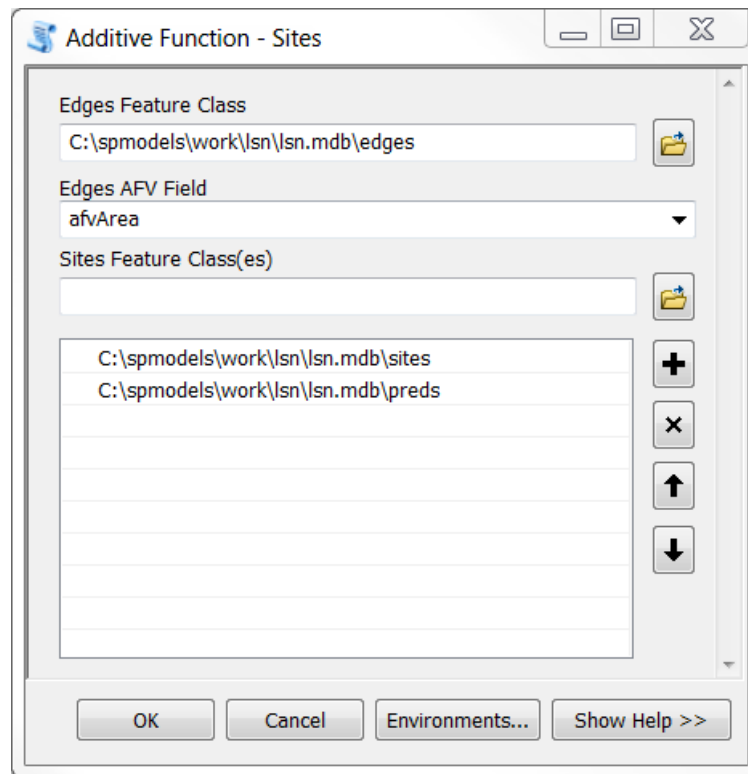 Additive Function - Sites
Edges Feature Class
C:\spmodels\work\lsn\lsn.mdb\edges
Edges AFV Field
afvArea
Sites Feature Class(es)
C:\spmodels\work\lsn\lsn.mdb\sites
C:\spmodels\work\lsn\lsn.mdb\preds
OK Cancel Environments... Show Help >>